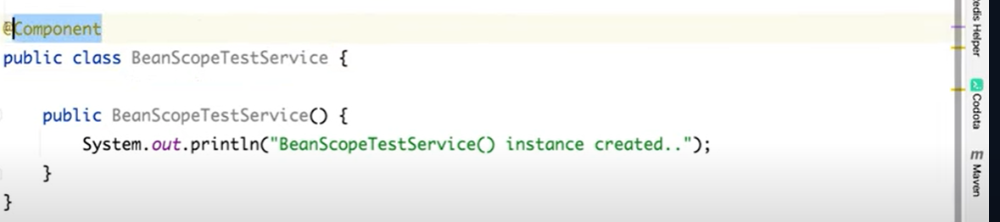 @Component
public class BeanScopeTestService {
public BeanScopeTestService() {
System.out.println("BeanScopeTestService() instance created..");
}
}
edis Helper
Codota
m Maven